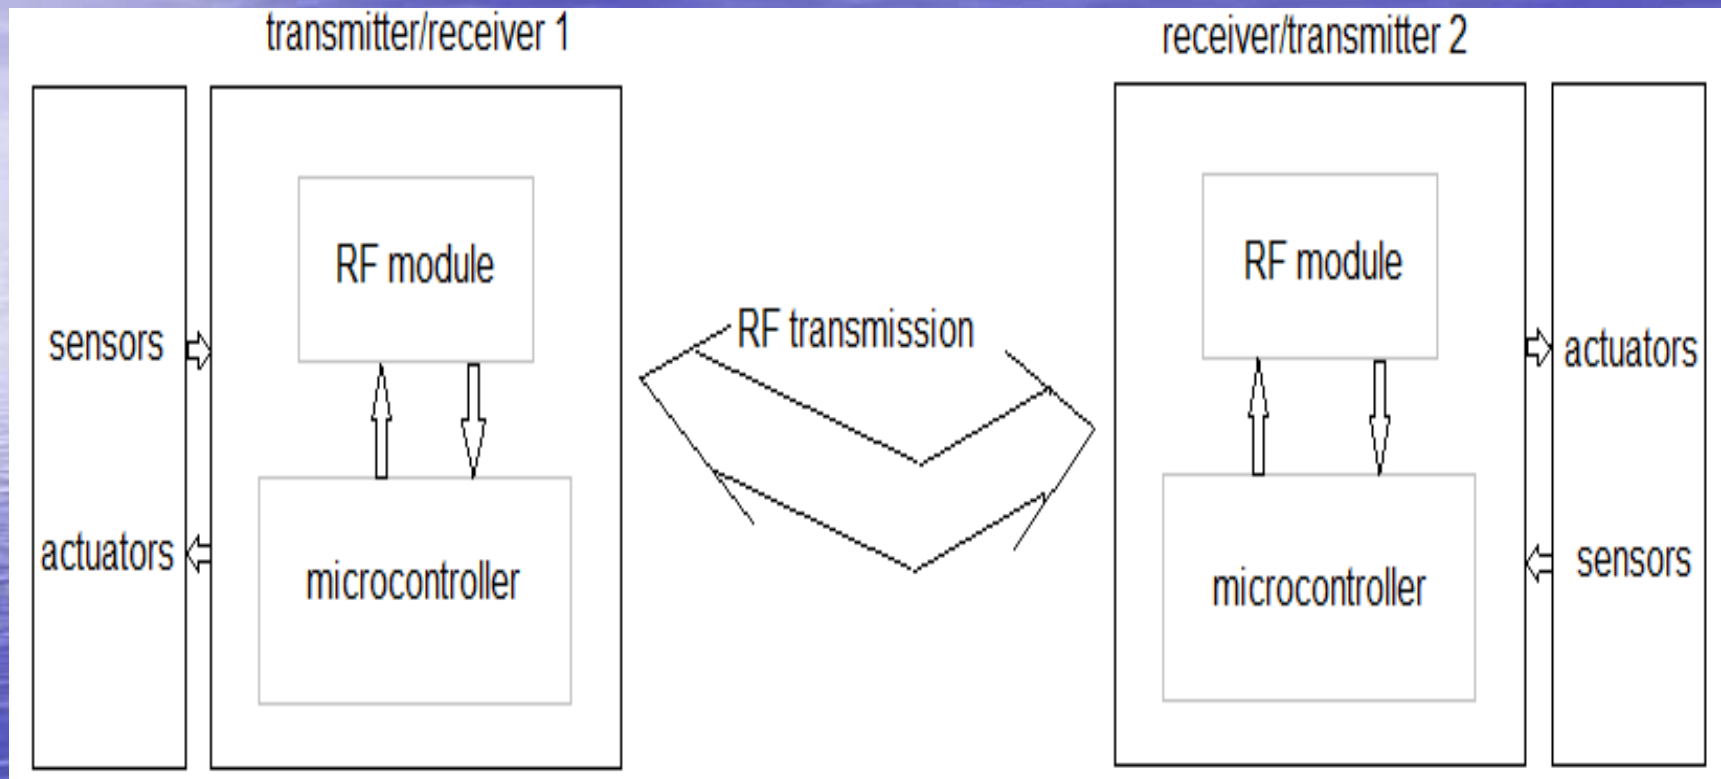 transmitter/receiver 1
receiver/transmitter 2
RF module
RF module
sensors
RF transmission
actuators
actuators
microcontroller
microcontroller
sensors